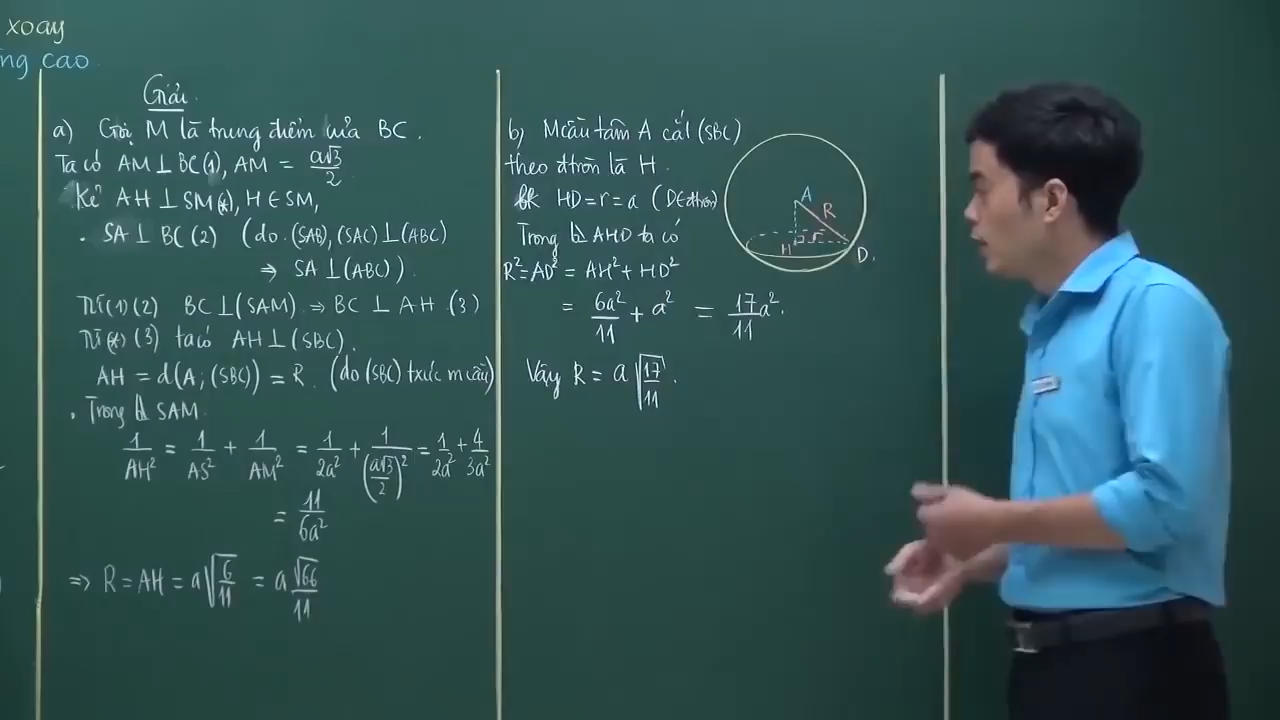 xoay
ng cao
Giải.
a) Gọi M là trung điểm của BC.
Ta có AM ⊥ BC (1), AM = a√3/2
Kẻ AH ⊥ SM (*), H ∈ SM,
. SA ⊥ BC (2) (do (SAB), (SAC) ⊥ (ABC)
⇒ SA ⊥ (ABC)).
Từ (1) (2) BC ⊥ (SAM) ⇒ BC ⊥ AH. (3)
Từ (*) (3) ta có AH ⊥ (SBC).
AH = d(A; (SBC)) = R. (do (SBC) txúc m cầu)
. Trong Δ SAM.
1/AH² = 1/AS² + 1/AM² = 1/2a² + 1/(a√3/2)² = 1/2a² + 4/3a²
= 11/6a²
⇒ R = AH = a√(6/11) = a √66/11
b) Mcầu tâm A cắt (SBC)
theo đtròn là H.
bk HD = r = a (D ∈ đtròn)
Trong Δ AHD ta có
R² = AD² = AH² + HD²
= 6a²/11 + a² = 17/11 a².
Vậy R = a√(17/11).
A
R
H
r
D.